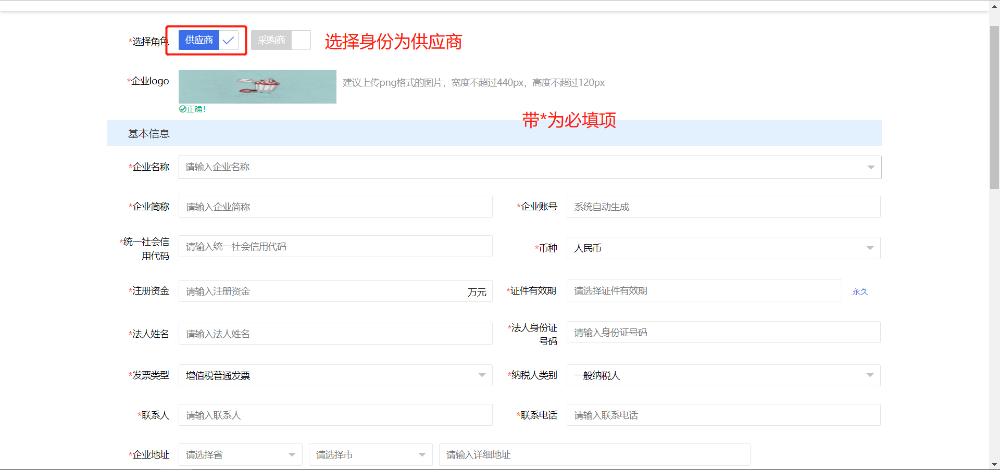 *选择角色 供应商 采购商 选择身份为供应商
*企业logo 建议上传png格式的图片，宽度不超过440px，高度不超过120px
正确！
带*为必填项
基本信息
*企业名称 请输入企业名称
*企业简称 请输入企业简称 *企业账号 系统自动生成
*统一社会信
用代码 请输入统一社会信用代码 *币种 人民币
*注册资金 请输入注册资金 万元 *证件有效期 请选择证件有效期 永久
*法人姓名 请输入法人姓名 *法人身份证
号码 请输入身份证号码
*发票类型 增值税普通发票 *纳税人类别 一般纳税人
*联系人 请输入联系人 *联系电话 请输入联系电话
*企业地址 请选择省 请选择市 请输入详细地址